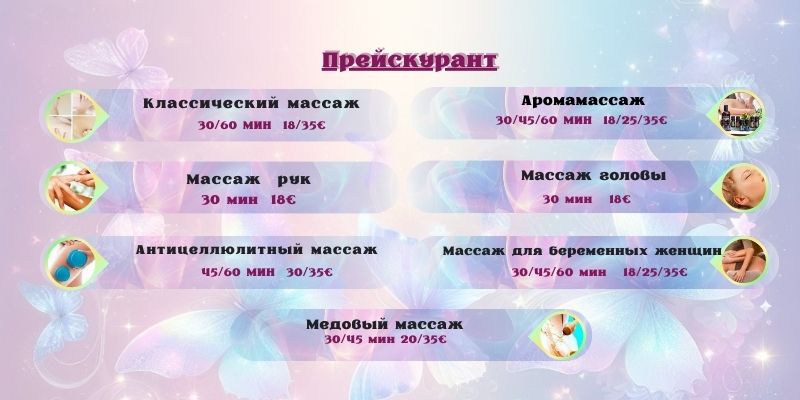 Прейскурант
Классический массаж
30/60 мин 18/35€
Аромамассаж
30/45/60 мин 18/25/35€
Массаж рук
30 мин 18€
Массаж головы
30 мин 18€
Антицеллюлитный массаж
45/60 мин 30/35€
Массаж для беременных женщин
30/45/60 мин 18/25/35€
Медовый массаж
30/45 мин 20/35€